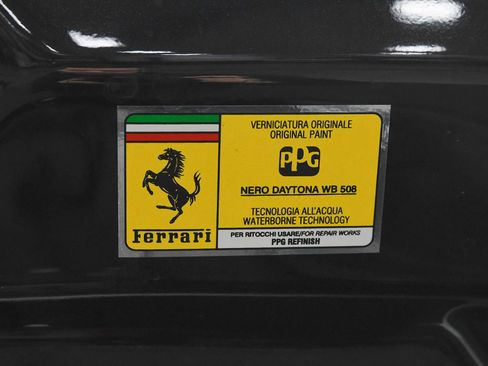 VERNICIATURA ORIGINALE
ORIGINAL PAINT
PPG
NERO DAYTONA WB 508
TECNOLOGIA ALL'ACQUA
WATERBORNE TECHNOLOGY
Ferrari
PER RITOCCHI USARE/FOR REPAIR WORKS
PPG REFINISH